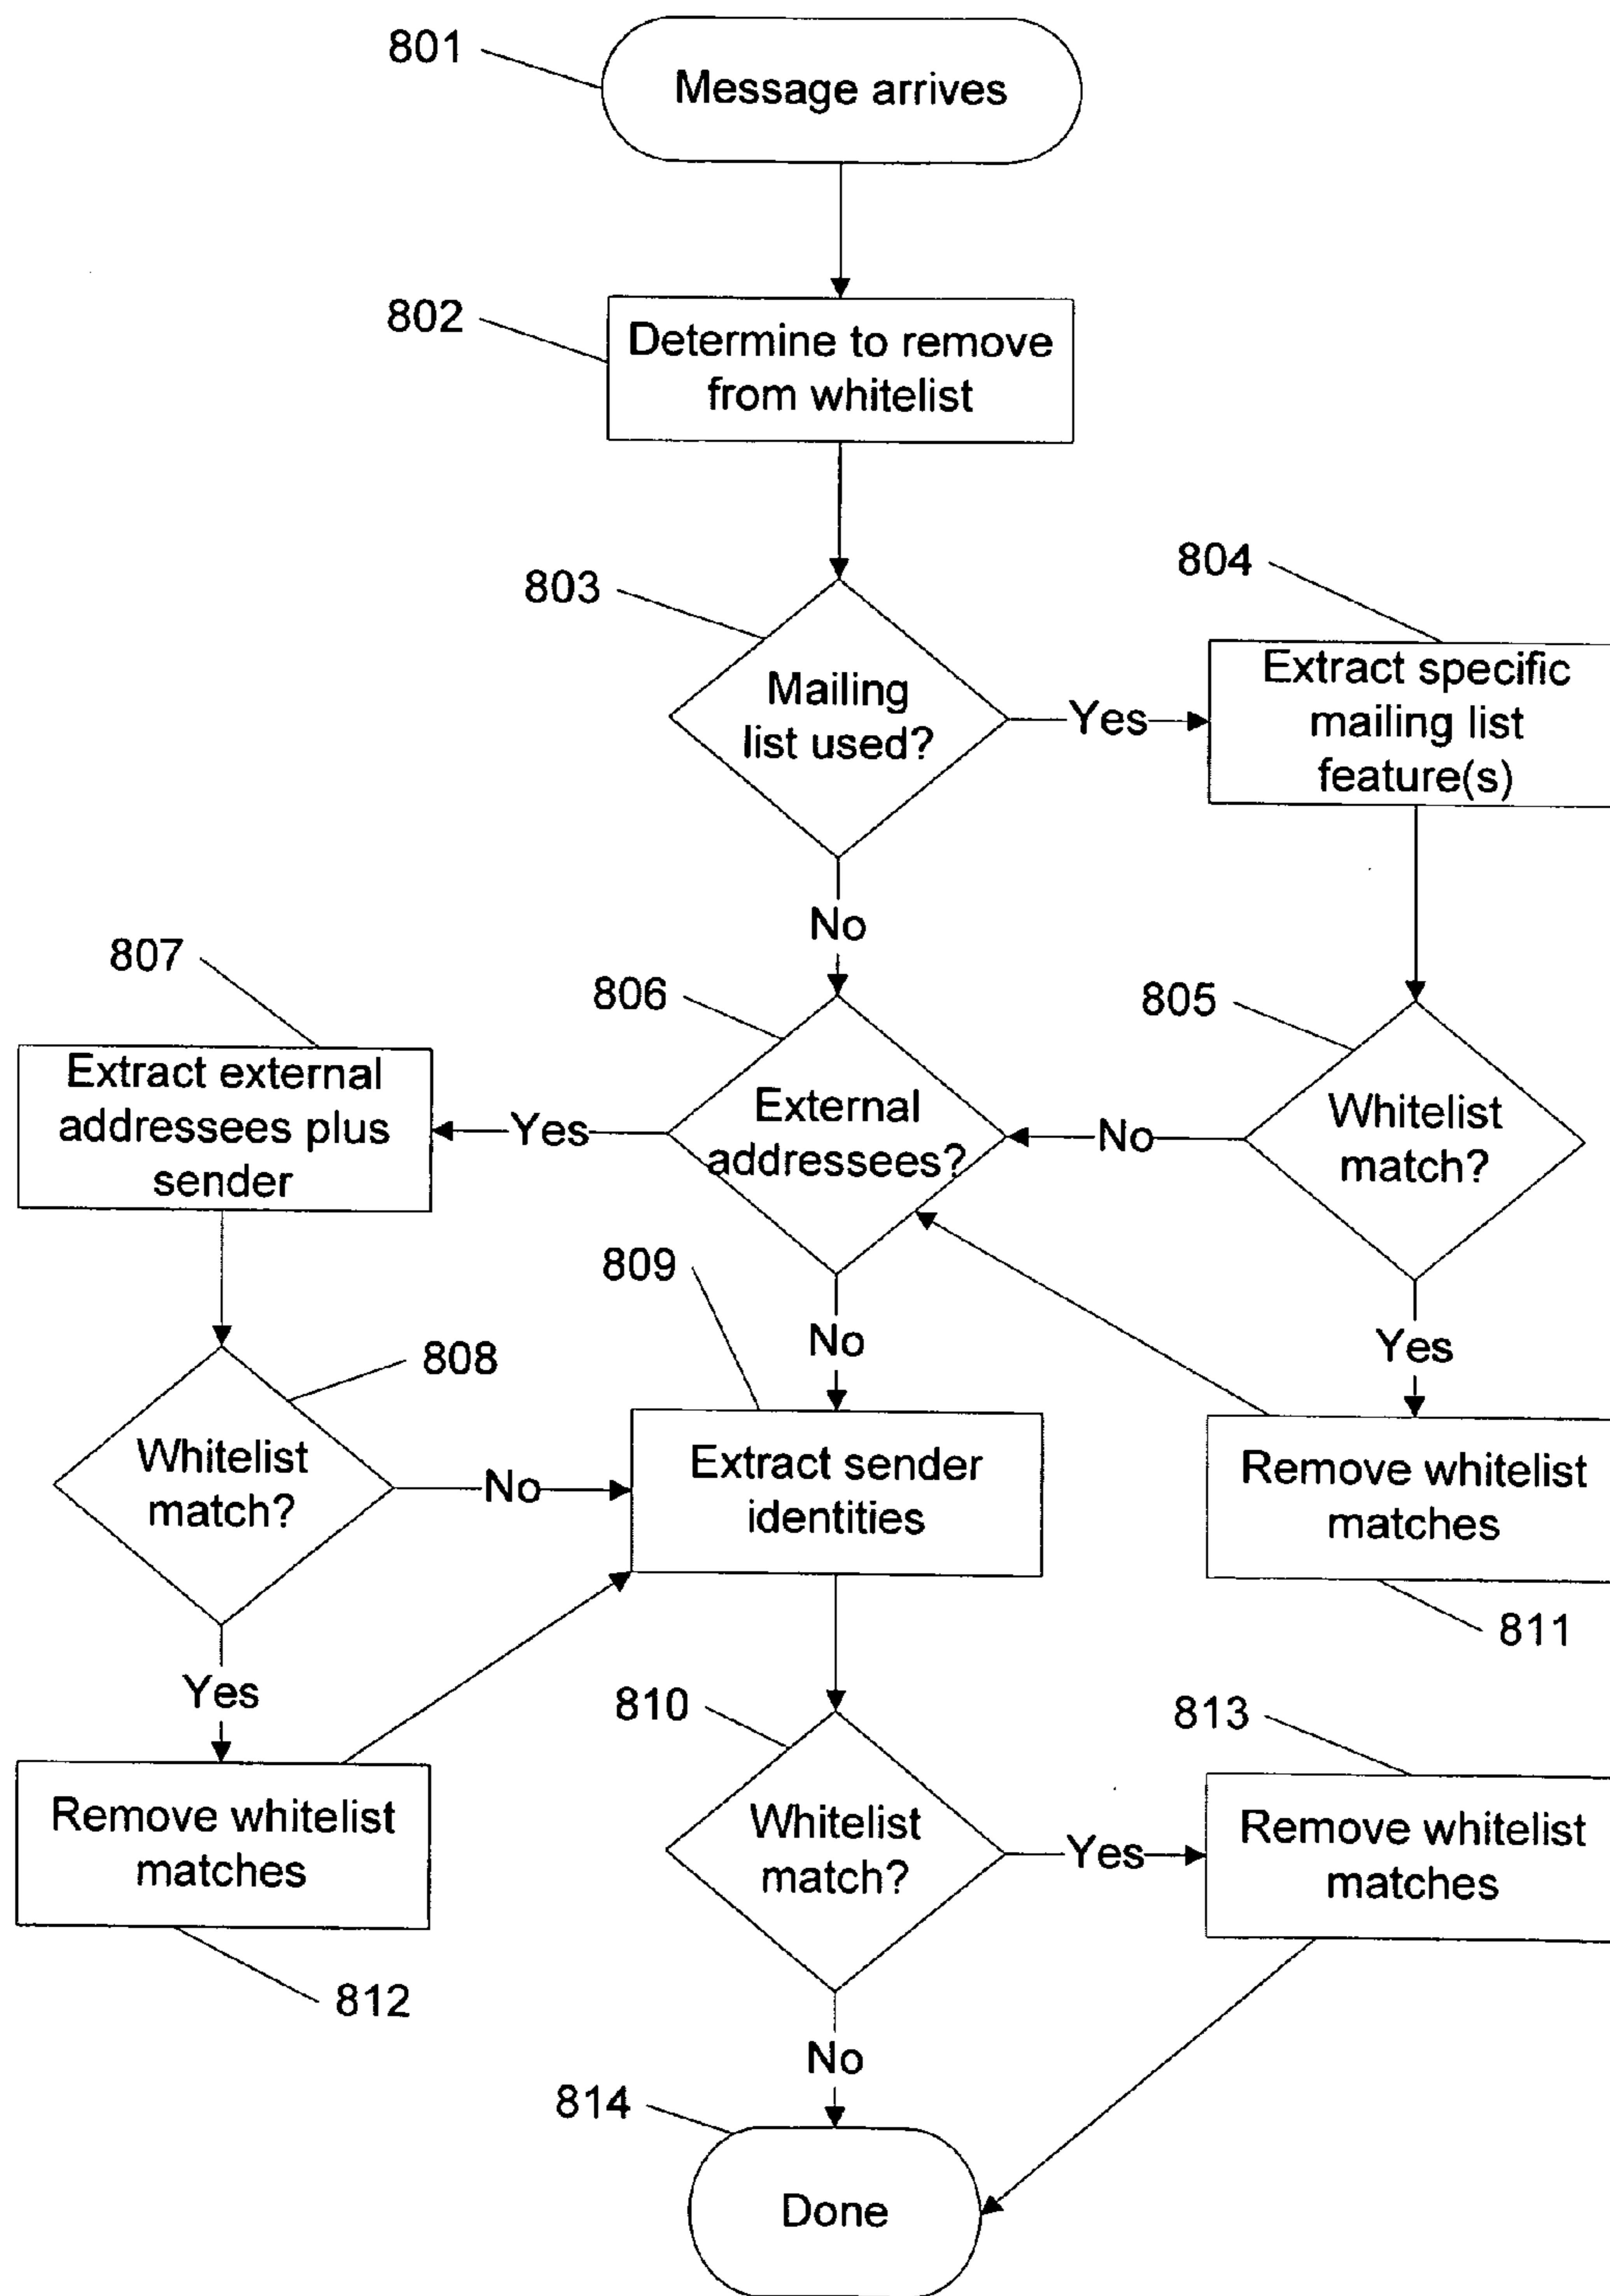 801
Message arrives
802
Determine to remove
from whitelist
803
Mailing
list used?
Yes
804
Extract specific
mailing list
feature(s)
No
805
Whitelist
match?
No
Yes
806
External
addressees?
Yes
No
807
Extract external
addressees plus
sender
808
Whitelist
match?
No
Yes
809
Extract sender
identities
Remove whitelist
matches
811
810
Whitelist
match?
Yes
No
813
Remove whitelist
matches
Remove whitelist
matches
812
814
Done